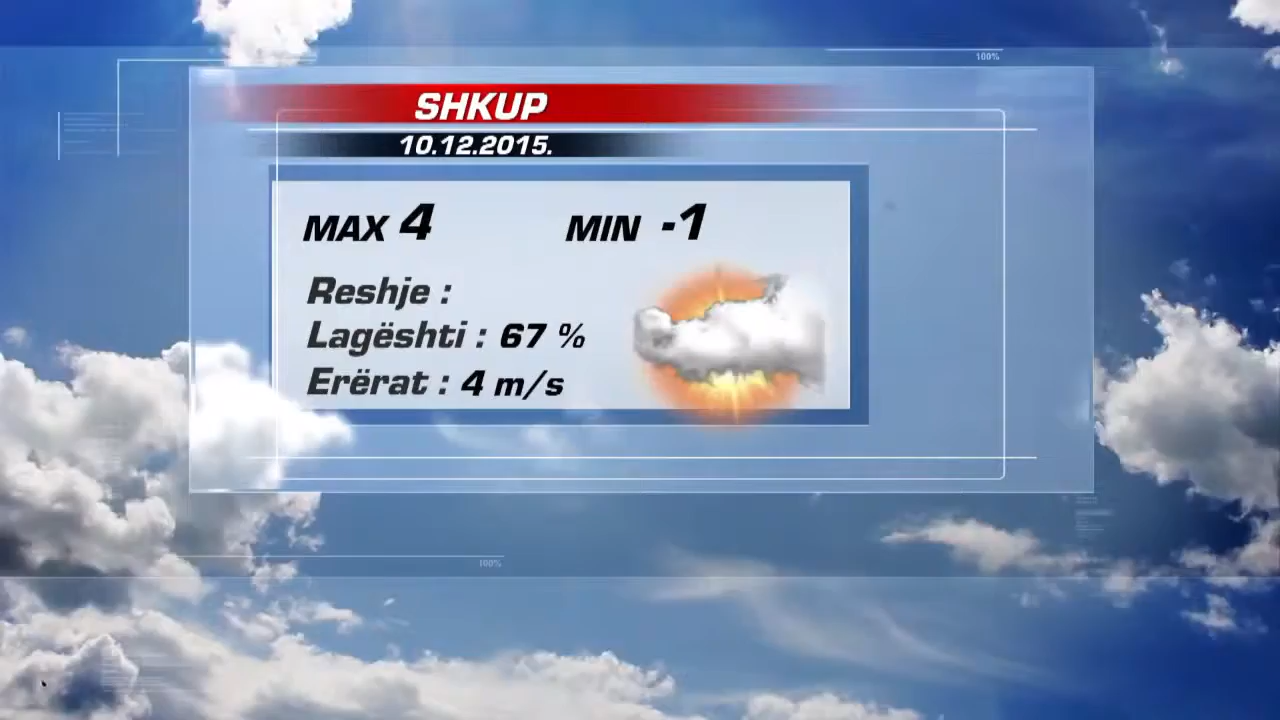 100%
SHKUP
10.12.2015.
MAX 4 MIN -1
Reshje :
Lagështi : 67 %
Erërat : 4 m/s
100%